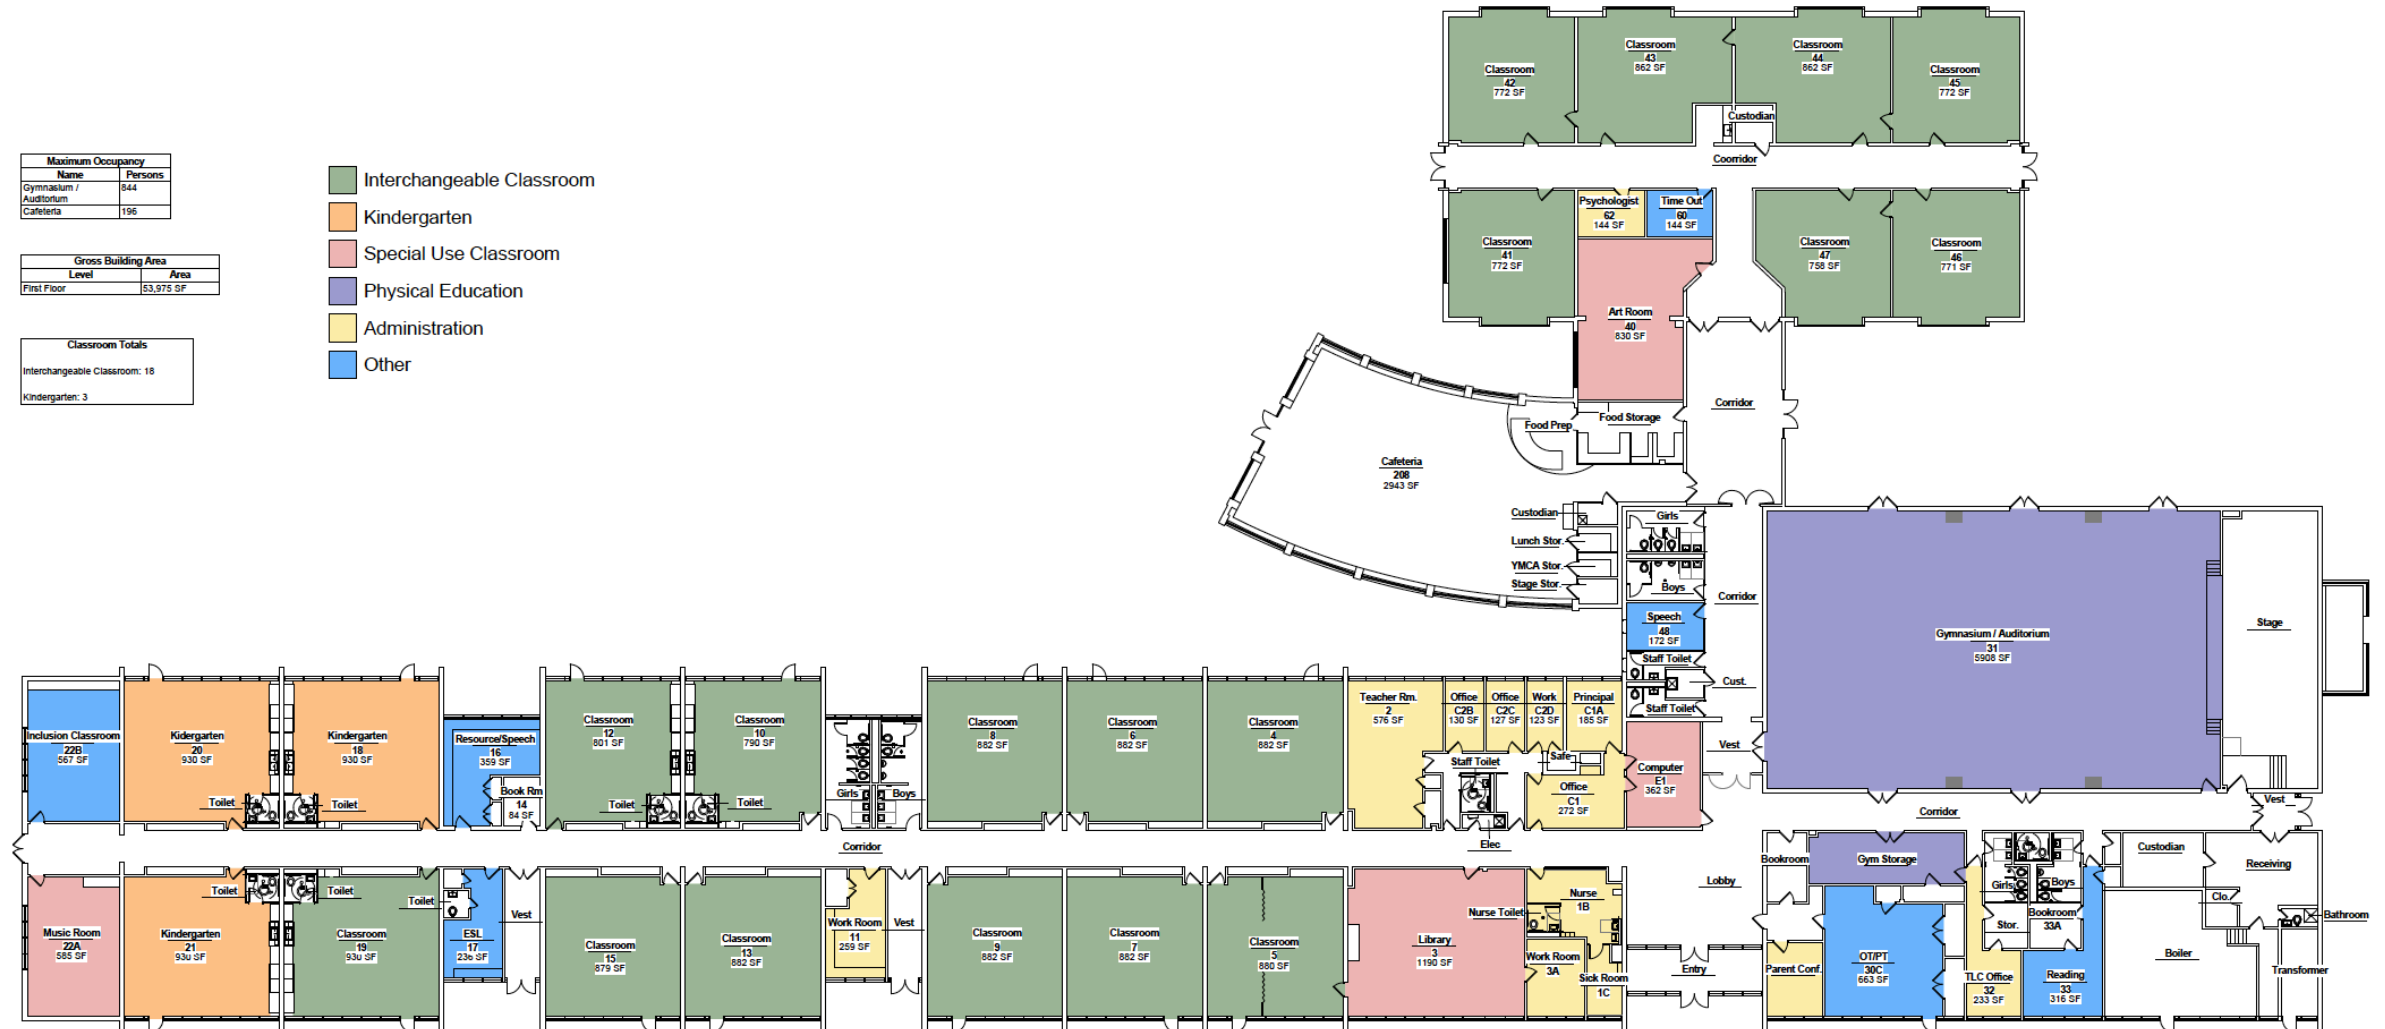 Maximum Occupancy
Name Persons
Gymnasium / Auditorium 844
Cafeteria 196
Gross Building Area
Level Area
First Floor 53,975 SF
Classroom Totals
Interchangeable Classroom: 18
Kindergarten: 3
Interchangeable Classroom
Kindergarten
Special Use Classroom
Physical Education
Administration
Other
Classroom
42
772 SF
Classroom
43
862 SF
Classroom
44
862 SF
Classroom
45
772 SF
Custodian
Coorridor
Classroom
41
772 SF
Psychologist
62
144 SF
Time Out
60
144 SF
Classroom
47
758 SF
Classroom
46
771 SF
Art Room
40
830 SF
Corridor
Food Storage
Food Prep
Cafeteria
208
2943 SF
Custodian
Lunch Stor.
YMCA Stor.
Stage Stor.
Girls
Boys
Corridor
Speech
48
172 SF
Staff Toilet
Cust.
Staff Toilet
Vest
Gymnasium / Auditorium
31
5908 SF
Stage
Inclusion Classroom
22B
567 SF
Kidergarten
20
930 SF
Toilet
Kindergarten
18
930 SF
Toilet
Resource/Speech
16
359 SF
Book Rm
14
84 SF
Classroom
12
801 SF
Toilet
Classroom
10
790 SF
Toilet
Girls
Boys
Classroom
8
882 SF
Classroom
6
882 SF
Classroom
4
882 SF
Teacher Rm.
2
576 SF
Office
C2B
130 SF
Office
C2C
127 SF
Work
C2D
123 SF
Principal
C1A
185 SF
Staff Toilet
Safe
Office
C1
272 SF
Computer
E1
362 SF
Elec
Corridor
Corridor
Vest
Music Room
22A
585 SF
Kindergarten
21
930 SF
Toilet
Classroom
19
930 SF
Toilet
Toilet
ESL
17
236 SF
Vest
Classroom
15
879 SF
Classroom
13
882 SF
Work Room
11
259 SF
Vest
Classroom
9
882 SF
Classroom
7
882 SF
Classroom
5
880 SF
Library
3
1190 SF
Nurse
1B
Nurse Toilet
Work Room
3A
Sick Room
1C
Lobby
Entry
Bookroom
Gym Storage
Parent Conf.
OT/PT
30C
663 SF
TLC Office
32
233 SF
Girls
Boys
Stor.
Bookroom
33A
Reading
33
316 SF
Custodian
Receiving
Clo.
Bathroom
Boiler
Transformer